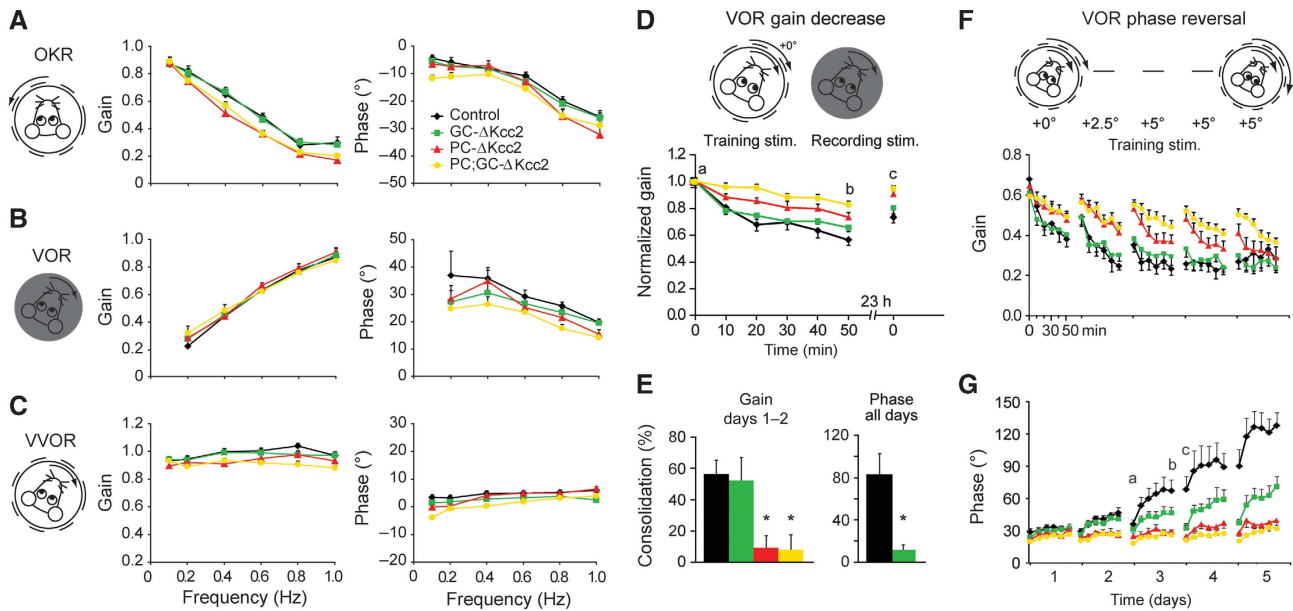 A
OKR
Gain
1.0
0.8
0.6
0.4
0.2
0
Phase (°)
0
−10
−20
−30
−40
−50
Control
GC-ΔKcc2
PC-ΔKcc2
PC;GC-ΔKcc2
B
VOR
Gain
1.0
0.8
0.6
0.4
0.2
0
Phase (°)
50
40
30
20
10
0
C
VVOR
Gain
1.2
1.0
0.8
0.6
0.4
0.2
0
0 0.2 0.4 0.6 0.8 1.0
Frequency (Hz)
Phase (°)
30
20
10
0
−10
−20
0 0.2 0.4 0.6 0.8 1.0
Frequency (Hz)
D
VOR gain decrease
+0°
Training stim. Recording stim.
Normalized gain
1.2
1.0
0.8
0.6
0.4
0.2
0
a
b
c
23 h
0 10 20 30 40 50 0
Time (min)
E
Gain
days 1–2
Consolidation (%)
80
60
40
20
0
* *
Phase
all days
120
80
40
0
*
F
VOR phase reversal
+0° +2.5° +5° +5° +5°
Training stim.
Gain
0.8
0.6
0.4
0.2
0
0 30 50 min
G
Phase (°)
150
120
90
60
30
0
a
b
c
1 2 3 4 5
Time (days)